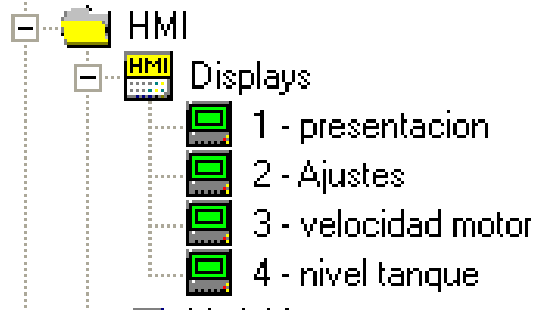 HMI
HMI
Displays
1 - presentacion
2 - Ajustes
3 - velocidad motor
4 - nivel tanque